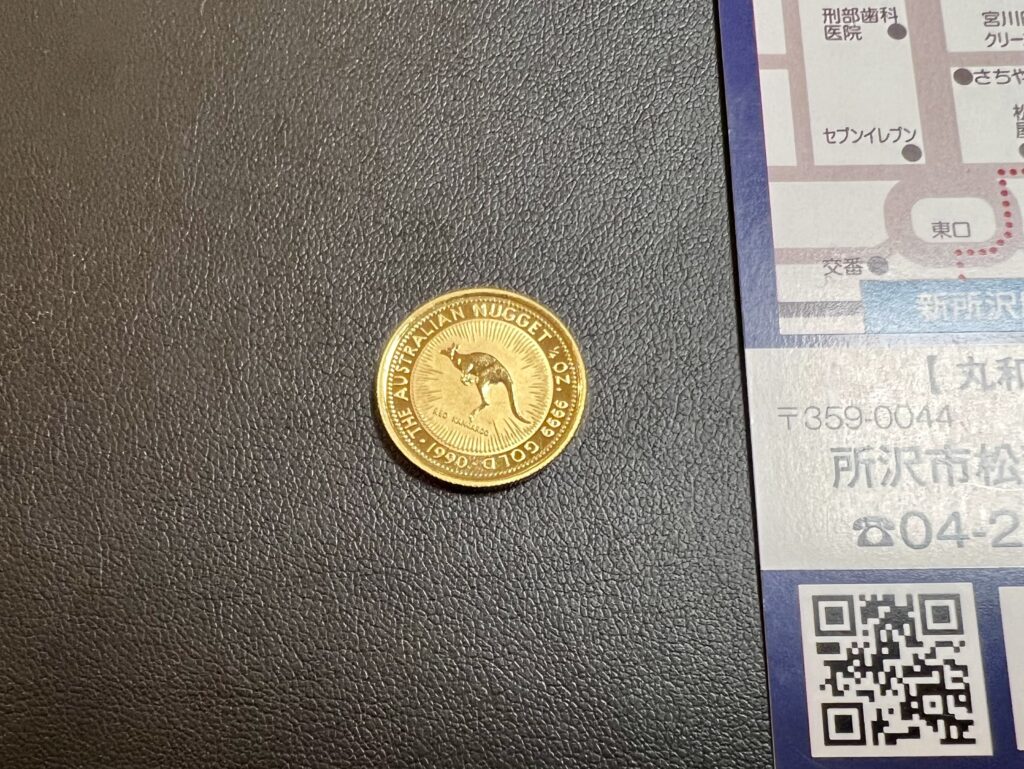 THE AUSTRALIAN NUGGET
OZ. 9999 GOLD · 1990 ·
RED KANGAROO
刑部歯科
医院
宮川
クリー
さちや
セブンイレブン
東口
交番
新所沢
【丸和
〒359-0044
所沢市松
☎04-2